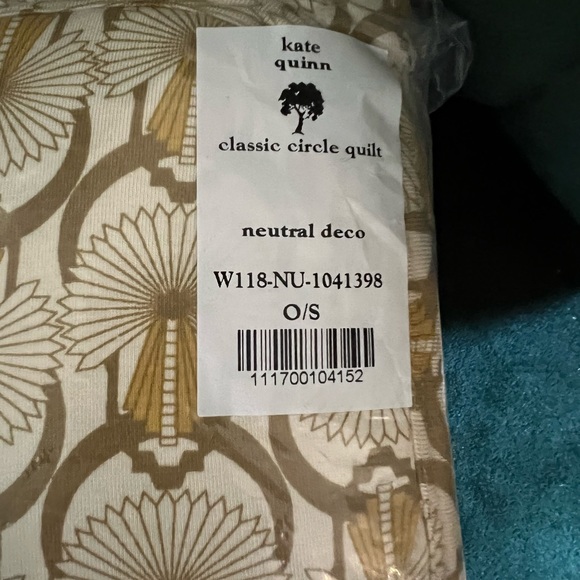 kate
quinn
classic circle quilt
neutral deco
W118-NU-1041398
O/S
111700104152